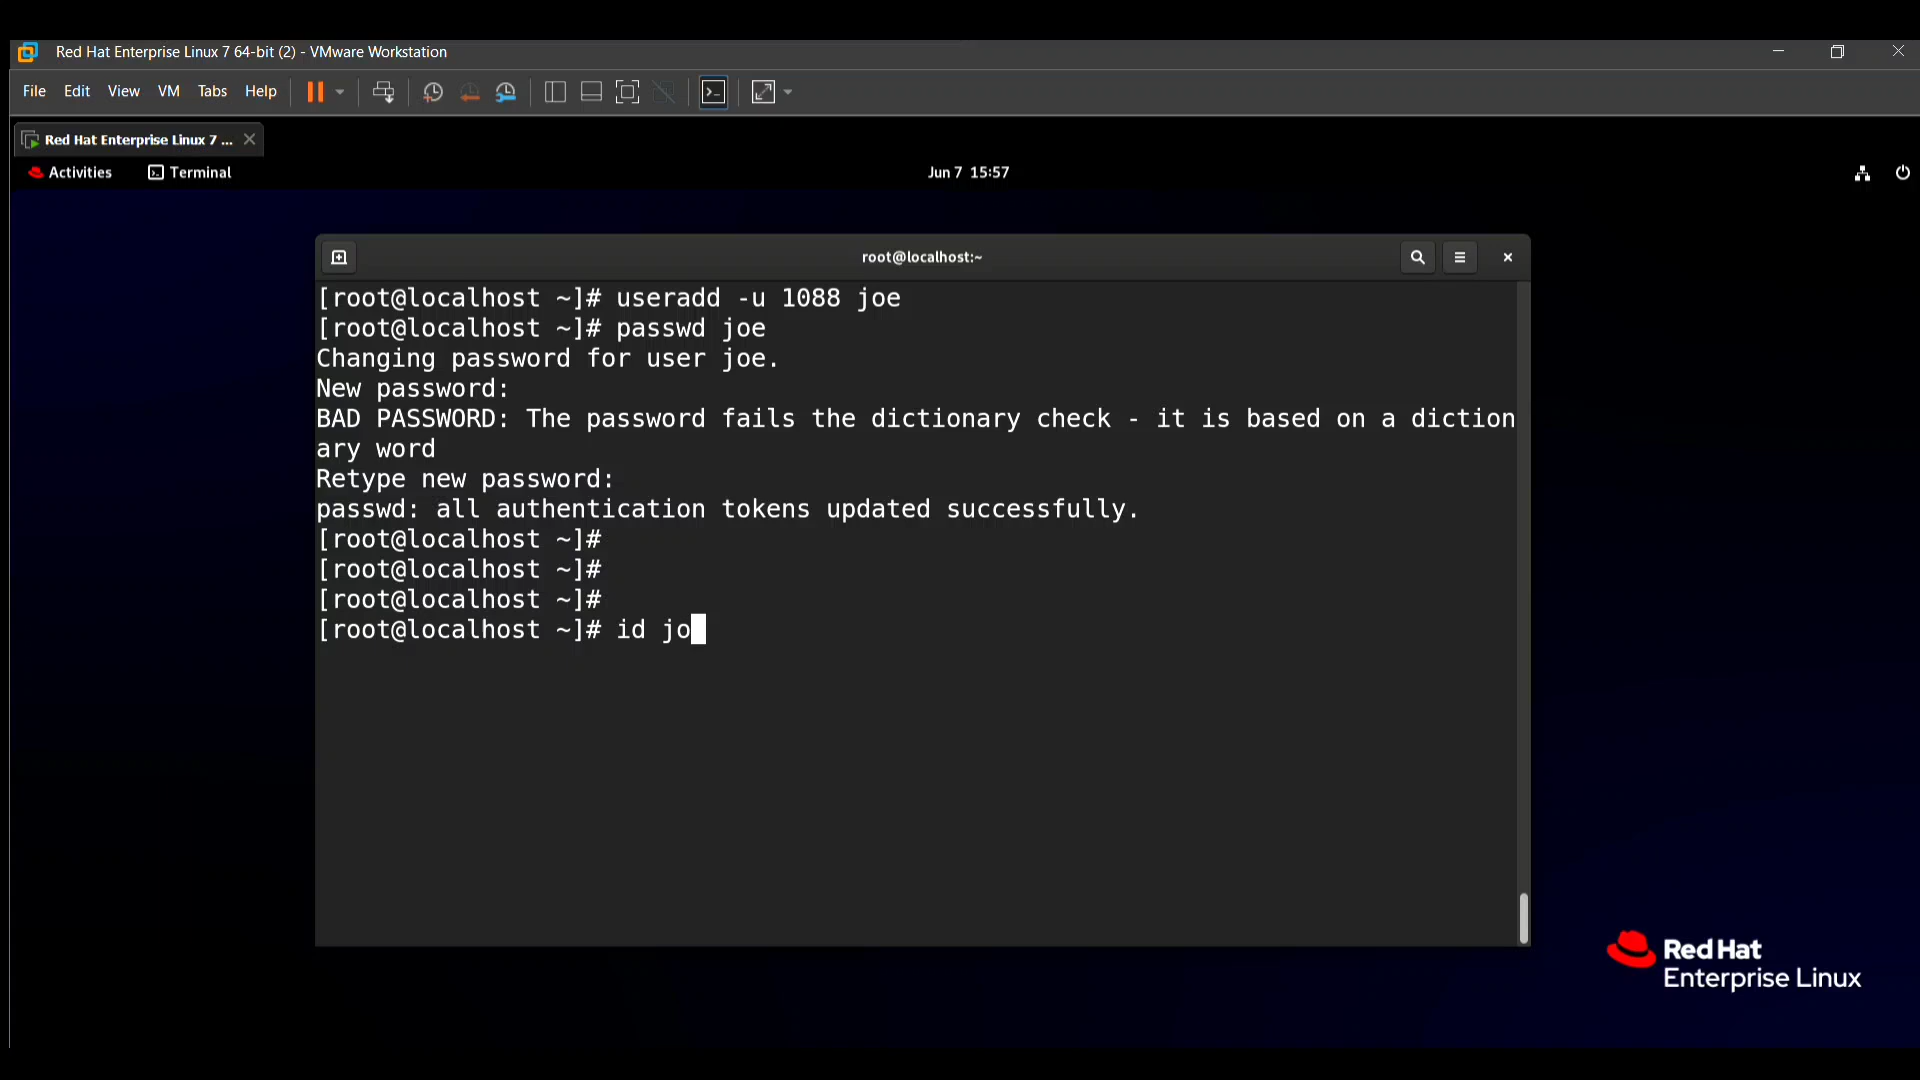 Red Hat Enterprise Linux 7 64-bit (2) - VMware Workstation
File Edit View VM Tabs Help
Red Hat Enterprise Linux 7 ...
Activities Terminal Jun 7 15:57
root@localhost:~
[root@localhost ~]# useradd -u 1088 joe
[root@localhost ~]# passwd joe
Changing password for user joe.
New password:
BAD PASSWORD: The password fails the dictionary check - it is based on a diction
ary word
Retype new password:
passwd: all authentication tokens updated successfully.
[root@localhost ~]#
[root@localhost ~]#
[root@localhost ~]#
[root@localhost ~]# id jo
Red Hat
Enterprise Linux